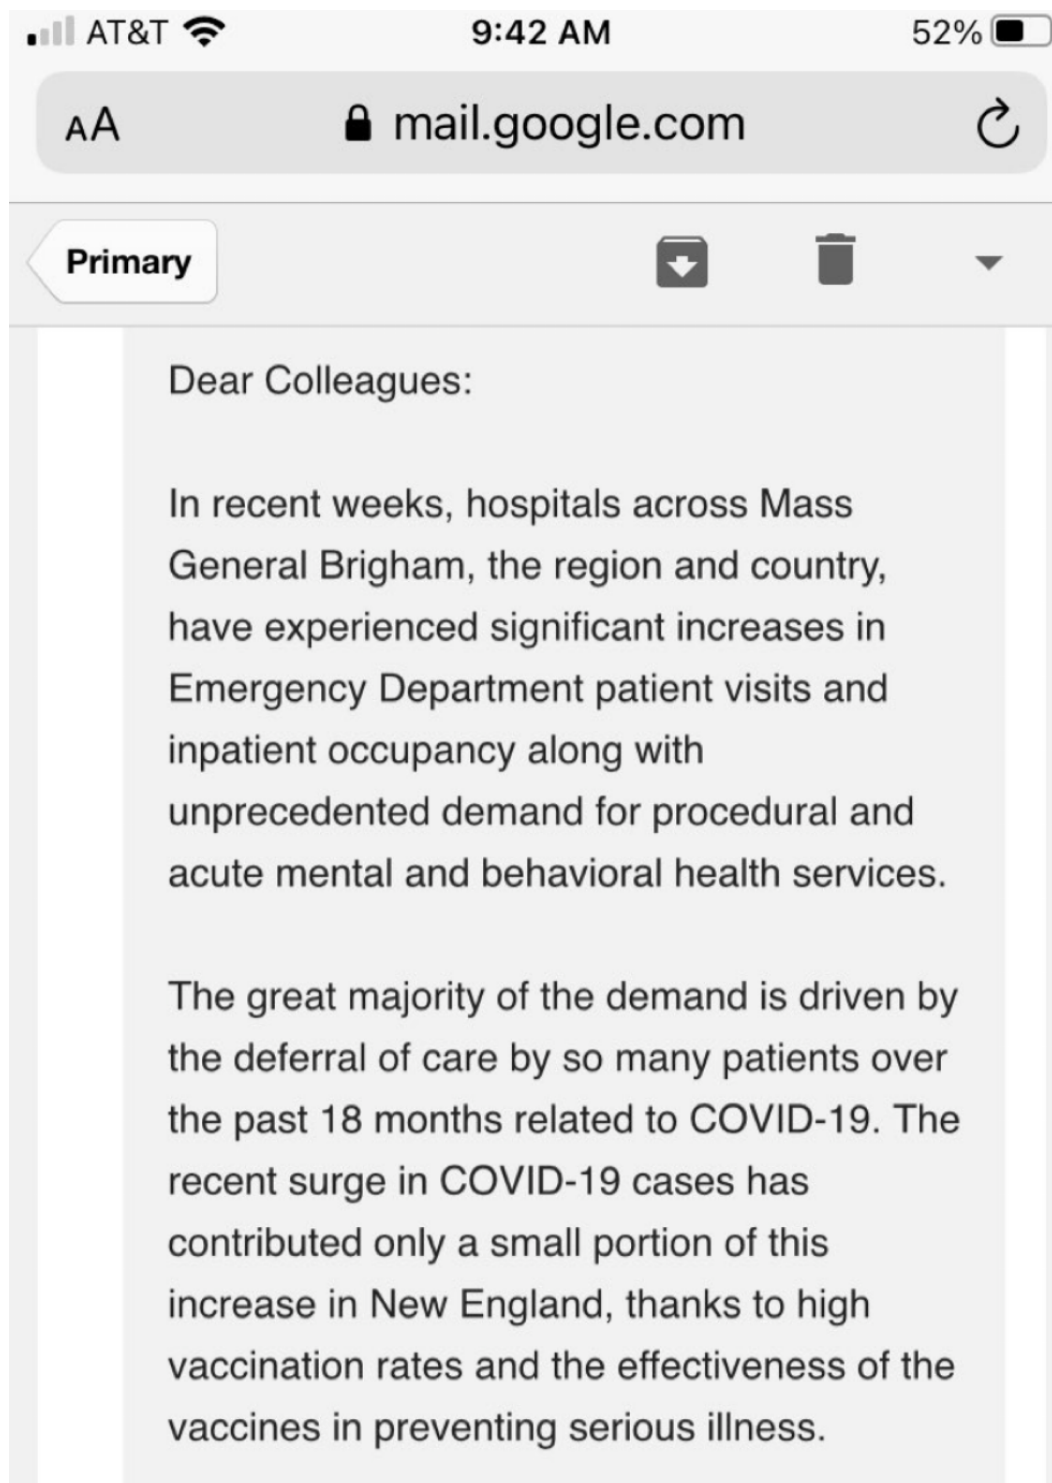 AT&T 9:42 AM 52%
AA mail.google.com
Primary
Dear Colleagues:
In recent weeks, hospitals across Mass
General Brigham, the region and country,
have experienced significant increases in
Emergency Department patient visits and
inpatient occupancy along with
unprecedented demand for procedural and
acute mental and behavioral health services.
The great majority of the demand is driven by
the deferral of care by so many patients over
the past 18 months related to COVID-19. The
recent surge in COVID-19 cases has
contributed only a small portion of this
increase in New England, thanks to high
vaccination rates and the effectiveness of the
vaccines in preventing serious illness.